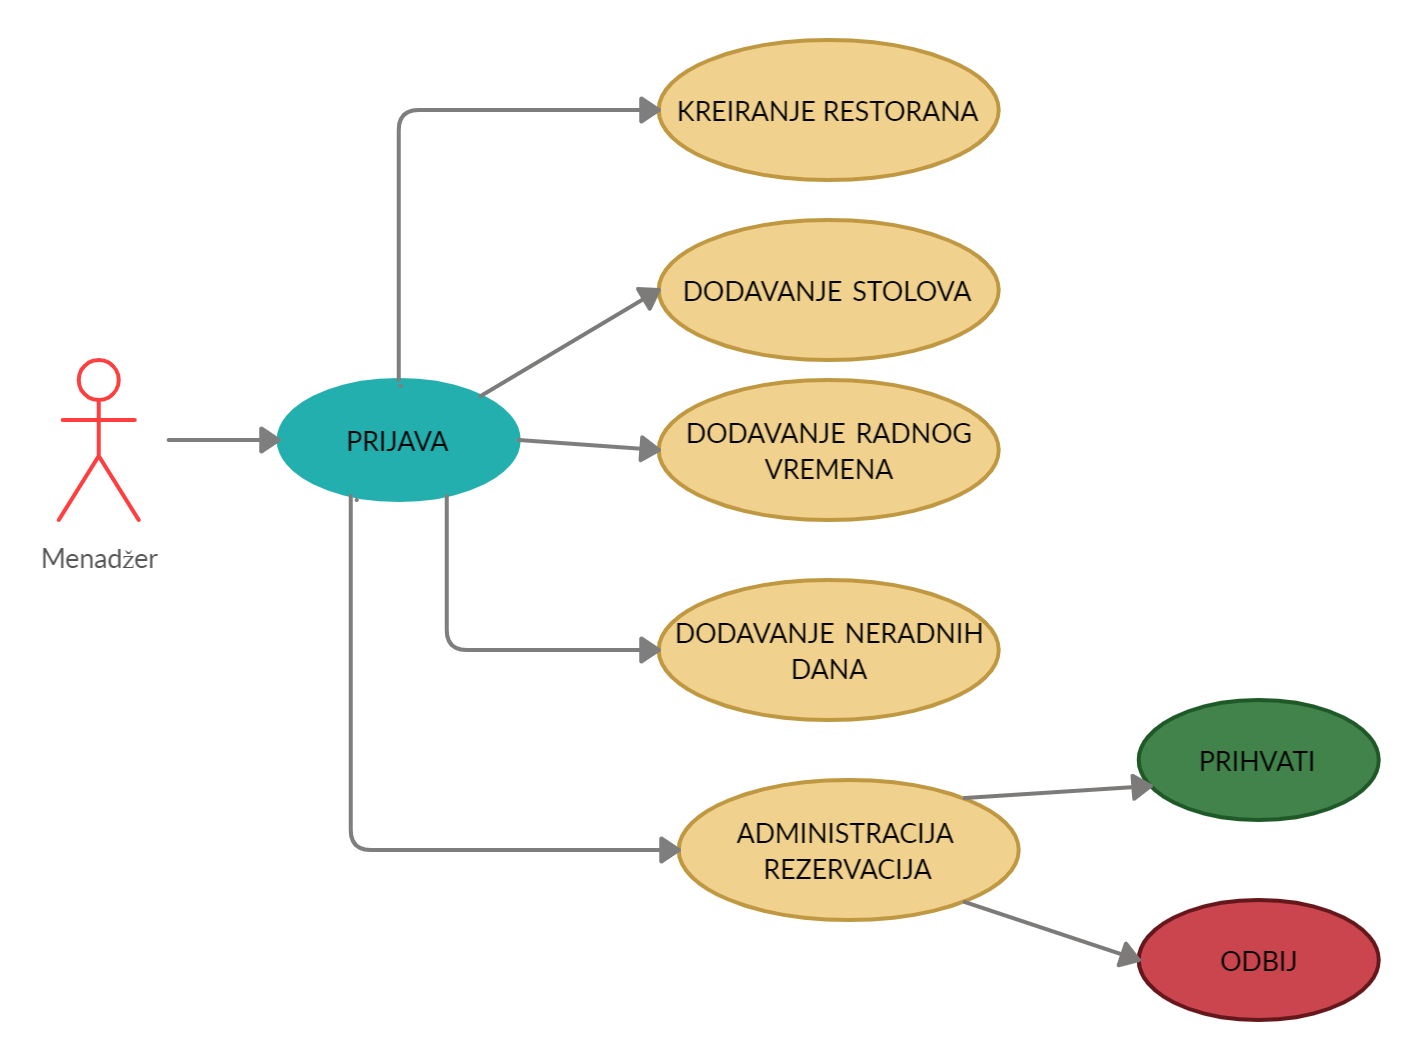 KREIRANJE RESTORANA
DODAVANJE STOLOVA
DODAVANJE RADNOG
VREMENA
PRIJAVA
Menadžer
DODAVANJE NERADNIH
DANA
PRIHVATI
ADMINISTRACIJA
REZERVACIJA
ODBIJ